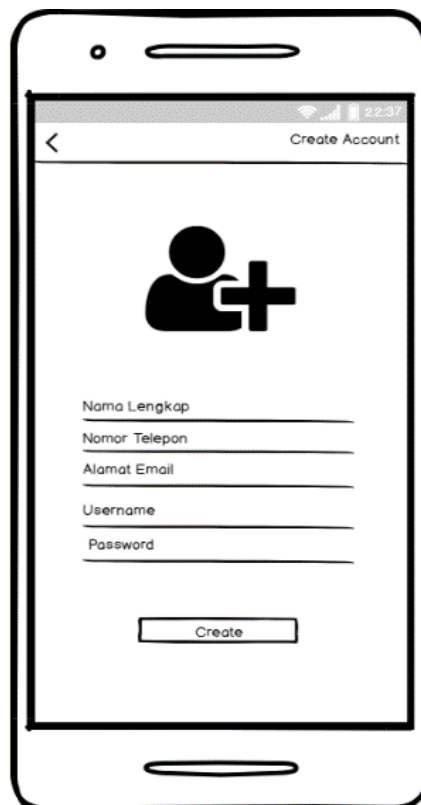 22:37
Create Account
Nama Lengkap
Nomor Telepon
Alamat Email
Username
Password
Create